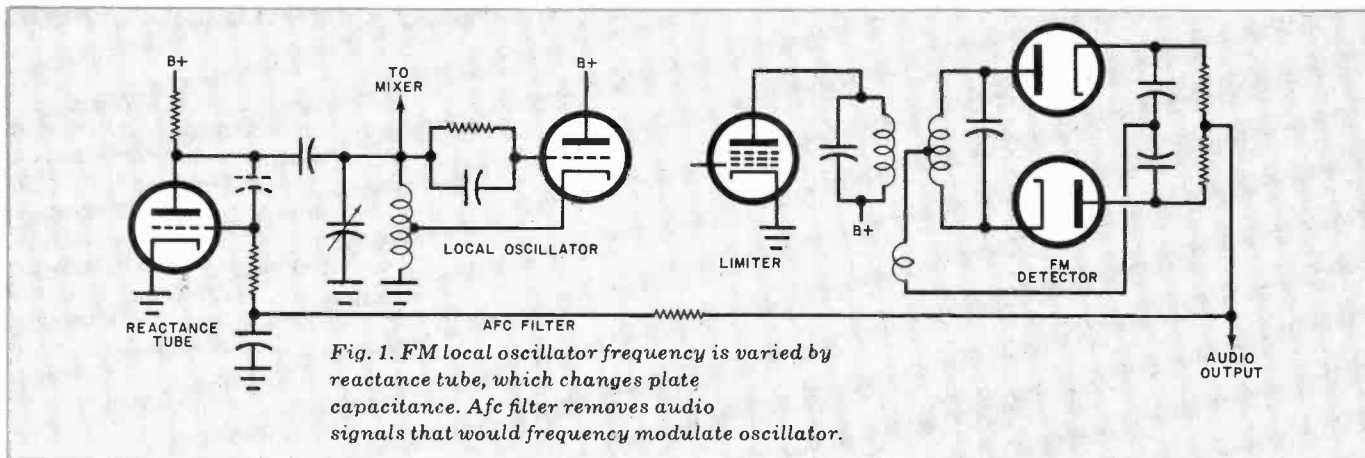 B+
TO
MIXER
B+
LOCAL OSCILLATOR
REACTANCE
TUBE
LIMITER
B+
FM
DETECTOR
AFC FILTER
AUDIO
OUTPUT
Fig. 1. FM local oscillator frequency is varied by
reactance tube, which changes plate
capacitance. Afc filter removes audio
signals that would frequency modulate oscillator.